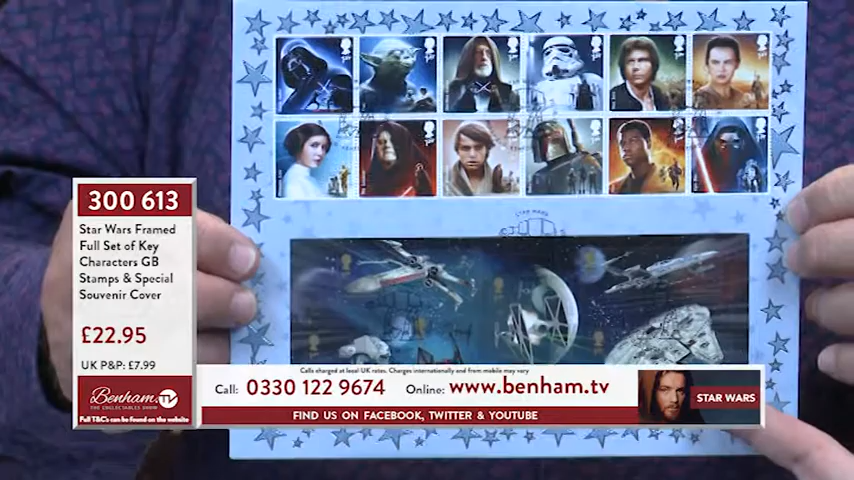 300 613
Star Wars Framed
Full Set of Key
Characters GB
Stamps & Special
Souvenir Cover
£22.95
UK P&P: £7.99
Benham TV
THE COLLECTABLES SHOW
Full T&C's can be found on the website
STAR WARS
Calls charged at local UK rates. Charges internationally and from mobile may vary
Call: 0330 122 9674 Online: www.benham.tv
STAR WARS
FIND US ON FACEBOOK, TWITTER & YOUTUBE